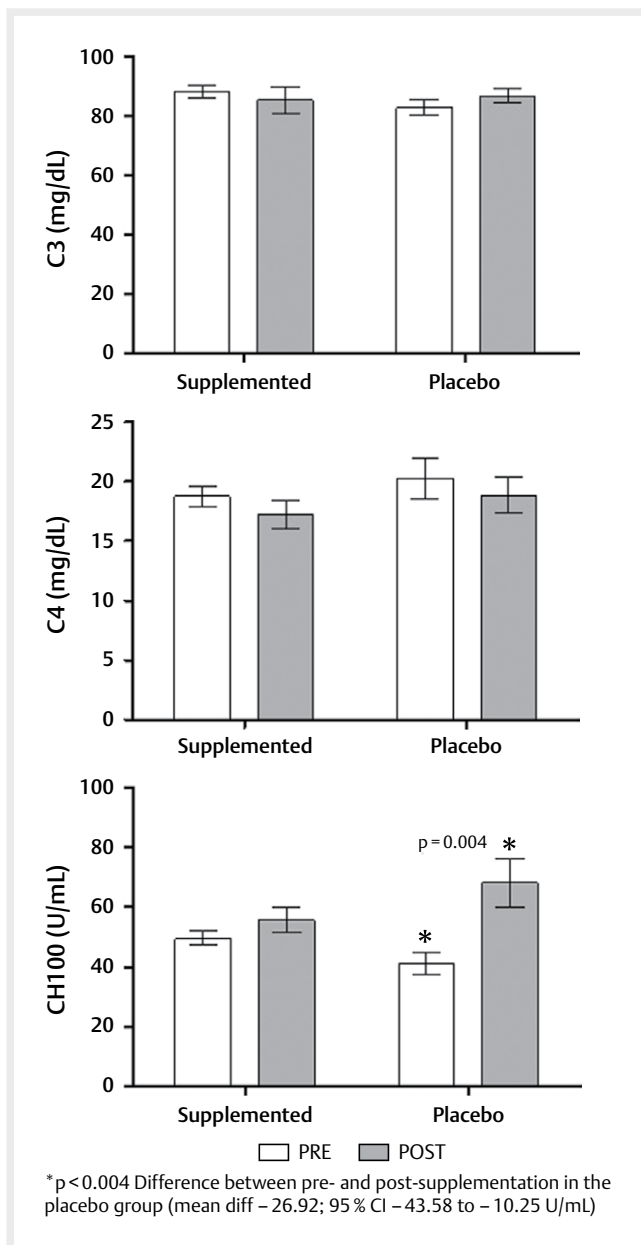 100
80
60
40
20
0
C3 (mg/dL)
Supplemented Placebo
25
20
15
10
5
0
C4 (mg/dL)
Supplemented Placebo
100
80
60
40
20
0
CH100 (U/mL)
p = 0.004 *
*
Supplemented Placebo
PRE POST
*p < 0.004 Difference between pre- and post-supplementation in the
placebo group (mean diff – 26.92; 95 % CI – 43.58 to – 10.25 U/mL)